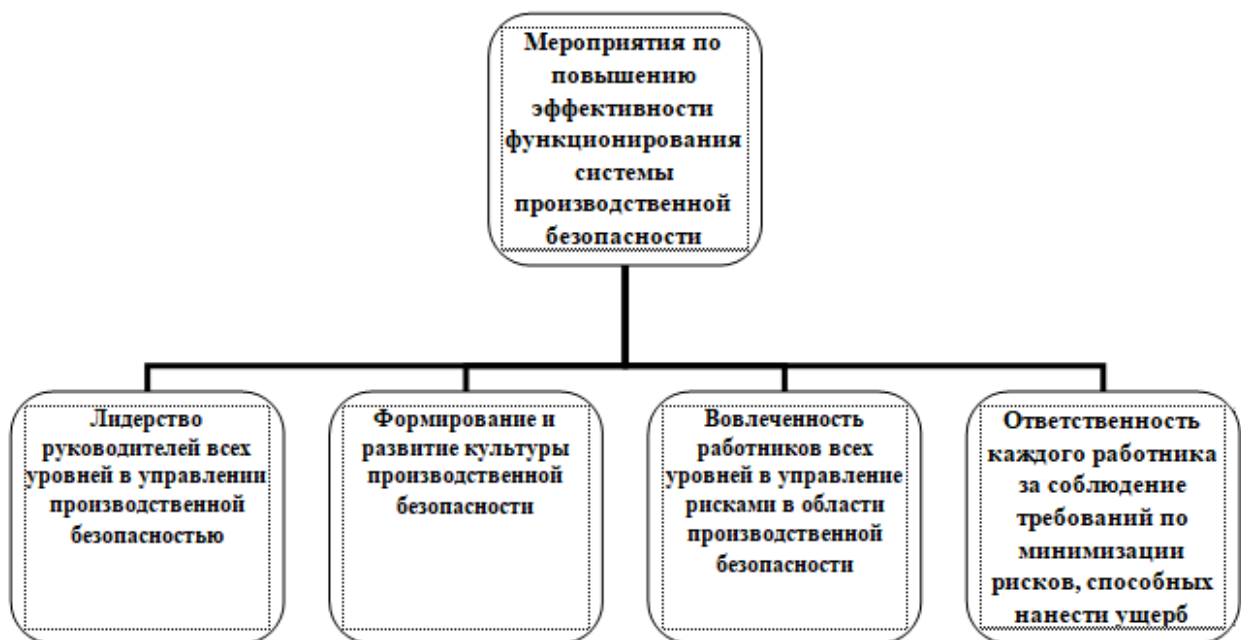 Мероприятия по
повышению
эффективности
функционирования
системы
производственной
безопасности
Лидерство
руководителей всех
уровней в управлении
производственной
безопасностью
Формирование и
развитие культуры
производственной
безопасности
Вовлеченность
работников всех
уровней в управление
рисками в области
производственной
безопасности
Ответственность
каждого работника
за соблюдение
требований по
минимизации
рисков, способных
нанести ущерб